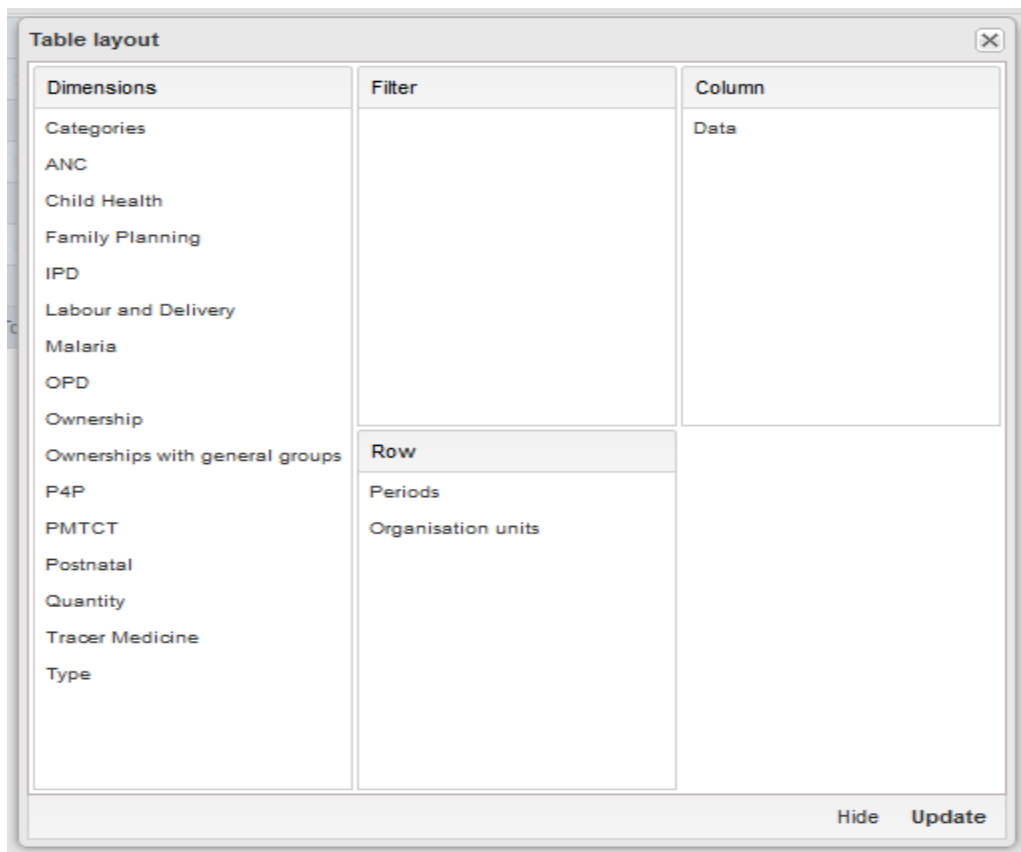 Table layout
Dimensions
Categories
ANC
Child Health
Family Planning
IPD
Labour and Delivery
Malaria
OPD
Ownership
Ownerships with general groups
P4P
PMTCT
Postnatal
Quantity
Tracer Medicine
Type
Filter
Column
Data
Row
Periods
Organisation units
Hide
Update